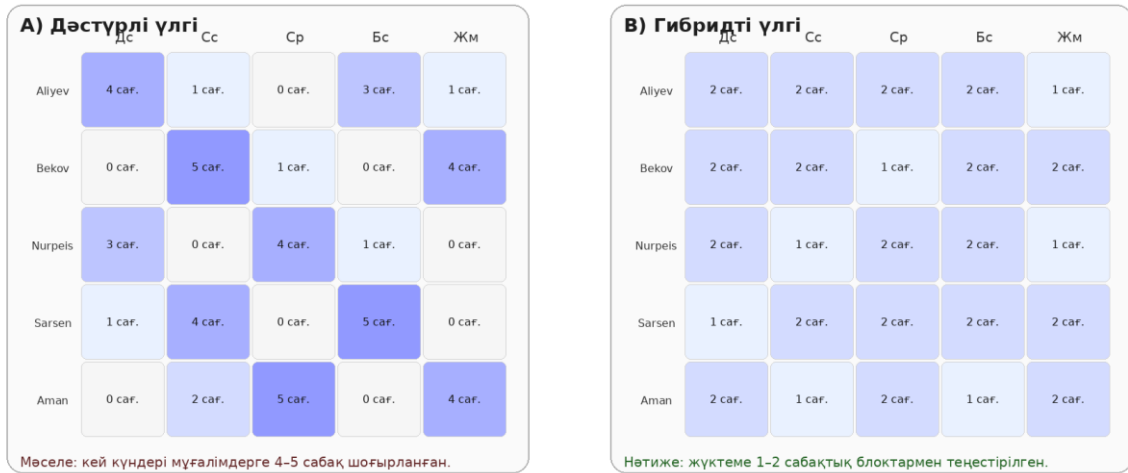 А) Дәстүрлі үлгі
Дс Сс Ср Бс Жм
Aliyev 4 сағ. 1 сағ. 0 сағ. 3 сағ. 1 сағ.
Bekov 0 сағ. 5 сағ. 1 сағ. 0 сағ. 4 сағ.
Nurpeis 3 сағ. 0 сағ. 4 сағ. 1 сағ. 0 сағ.
Sarsen 1 сағ. 4 сағ. 0 сағ. 5 сағ. 0 сағ.
Aman 0 сағ. 2 сағ. 5 сағ. 0 сағ. 4 сағ.
Мәселе: кей күндері мұғалімдерге 4–5 сабақ шоғырланған.
В) Гибридті үлгі
Дс Сс Ср Бс Жм
Aliyev 2 сағ. 2 сағ. 2 сағ. 2 сағ. 1 сағ.
Bekov 2 сағ. 2 сағ. 1 сағ. 2 сағ. 2 сағ.
Nurpeis 2 сағ. 1 сағ. 2 сағ. 2 сағ. 1 сағ.
Sarsen 1 сағ. 2 сағ. 2 сағ. 2 сағ. 2 сағ.
Aman 2 сағ. 1 сағ. 2 сағ. 1 сағ. 2 сағ.
Нәтиже: жүктеме 1–2 сабақтық блоктармен теңестірілген.